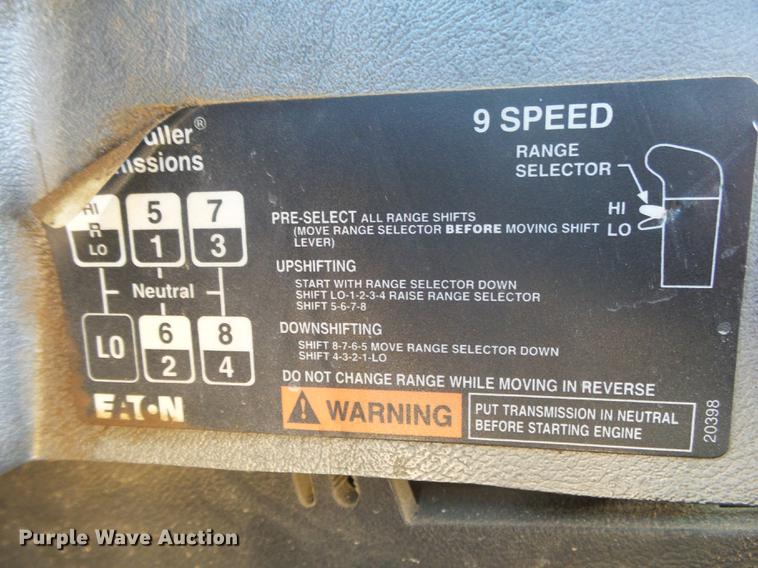 uller®
9 SPEED
issions
RANGE
SELECTOR
HI
R
LO
5
1
7
3
Neutral
LO
6
2
8
4
HI
LO
PRE-SELECT ALL RANGE SHIFTS
(MOVE RANGE SELECTOR BEFORE MOVING SHIFT
LEVER)
UPSHIFTING
START WITH RANGE SELECTOR DOWN
SHIFT LO-1-2-3-4 RAISE RANGE SELECTOR
SHIFT 5-6-7-8
DOWNSHIFTING
SHIFT 8-7-6-5 MOVE RANGE SELECTOR DOWN
SHIFT 4-3-2-1-LO
DO NOT CHANGE RANGE WHILE MOVING IN REVERSE
EATON
! WARNING
PUT TRANSMISSION IN NEUTRAL
BEFORE STARTING ENGINE
20398
Purple Wave Auction